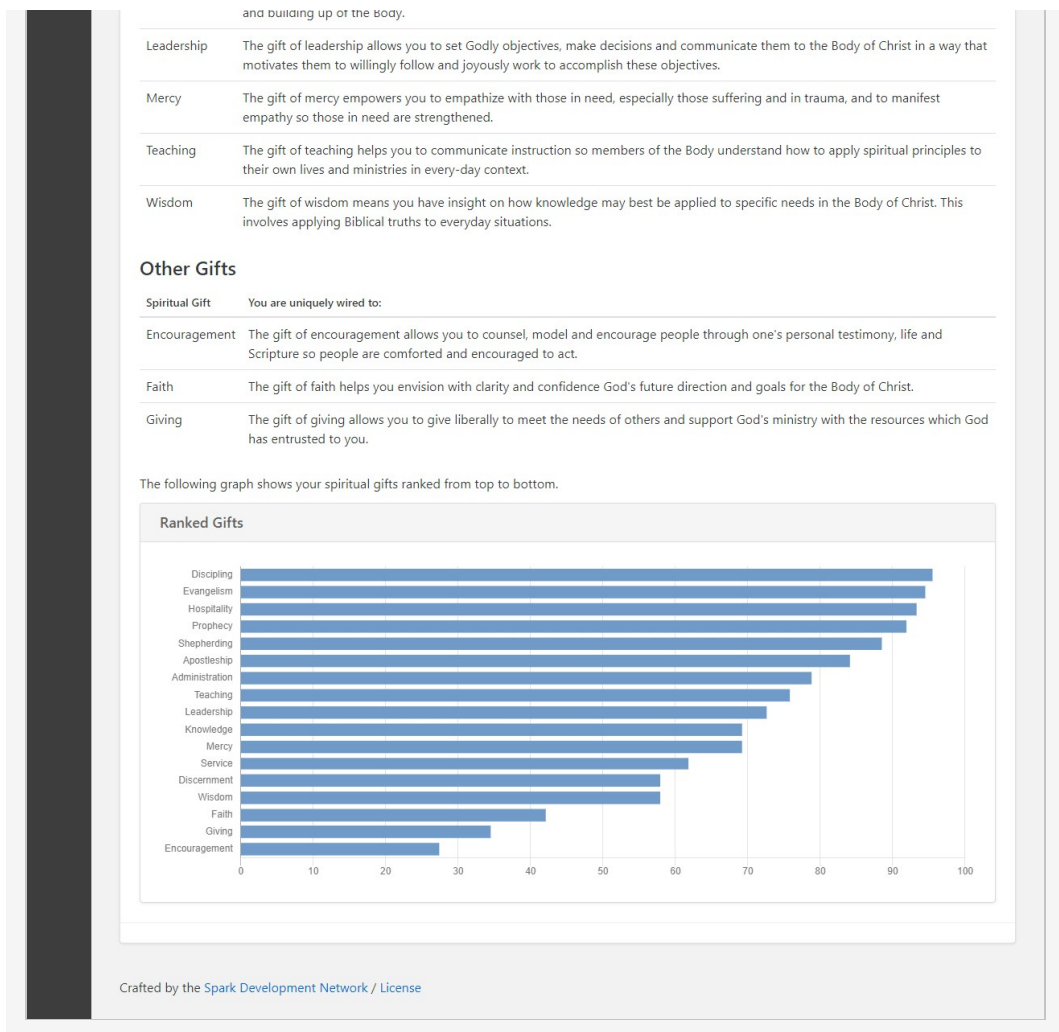 and building up of the Body.
Leadership The gift of leadership allows you to set Godly objectives, make decisions and communicate them to the Body of Christ in a way that
motivates them to willingly follow and joyously work to accomplish these objectives.
Mercy The gift of mercy empowers you to empathize with those in need, especially those suffering and in trauma, and to manifest
empathy so those in need are strengthened.
Teaching The gift of teaching helps you to communicate instruction so members of the Body understand how to apply spiritual principles to
their own lives and ministries in every-day context.
Wisdom The gift of wisdom means you have insight on how knowledge may best be applied to specific needs in the Body of Christ. This
involves applying Biblical truths to everyday situations.
Other Gifts
Spiritual Gift You are uniquely wired to:
Encouragement The gift of encouragement allows you to counsel, model and encourage people through one's personal testimony, life and
Scripture so people are comforted and encouraged to act.
Faith The gift of faith helps you envision with clarity and confidence God's future direction and goals for the Body of Christ.
Giving The gift of giving allows you to give liberally to meet the needs of others and support God's ministry with the resources which God
has entrusted to you.
The following graph shows your spiritual gifts ranked from top to bottom.
Ranked Gifts
Discipling
Evangelism
Hospitality
Prophecy
Shepherding
Apostleship
Administration
Teaching
Leadership
Knowledge
Mercy
Service
Discernment
Wisdom
Faith
Giving
Encouragement
0 10 20 30 40 50 60 70 80 90 100
Crafted by the Spark Development Network / License